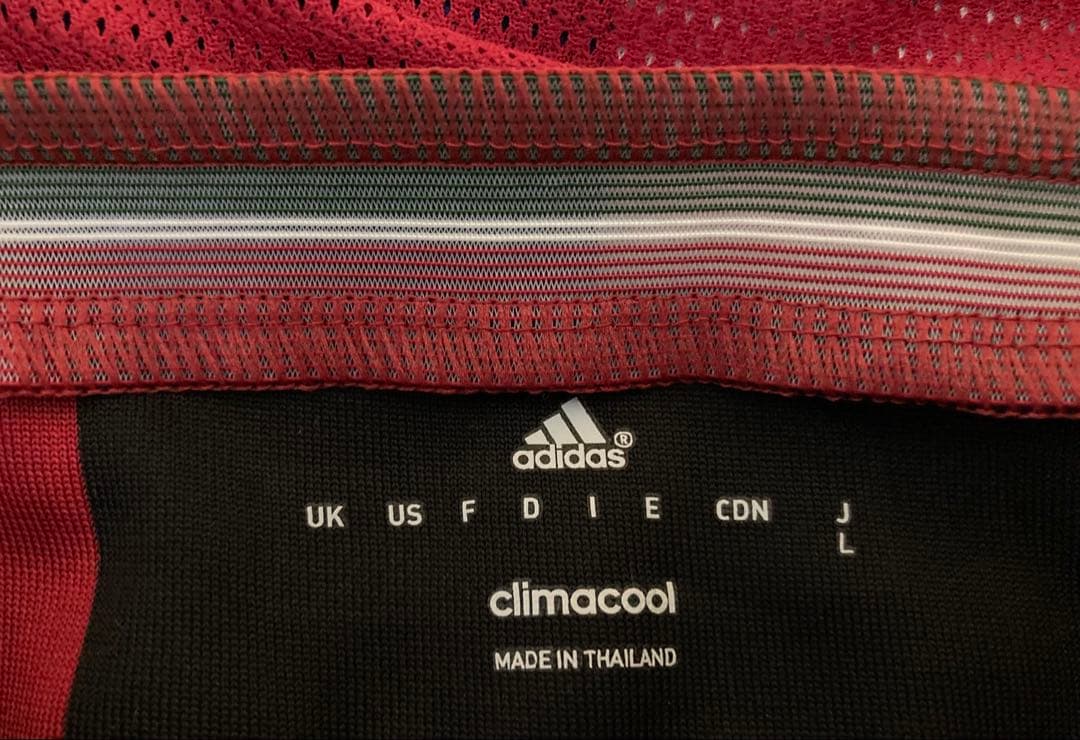 adidas®
UK US F D I E CDN J
L
climacool
MADE IN THAILAND